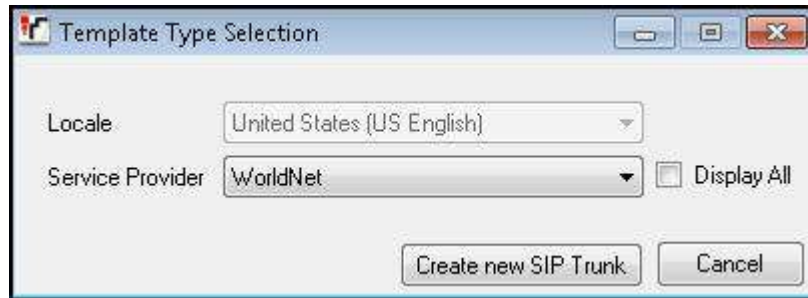 Template Type Selection
Locale United States (US English)
Service Provider WorldNet Display All
Create new SIP Trunk Cancel